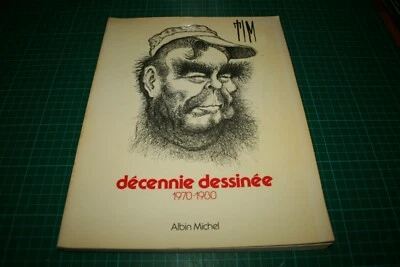 TIM
décennie dessinée
1970-1980
Albin Michel